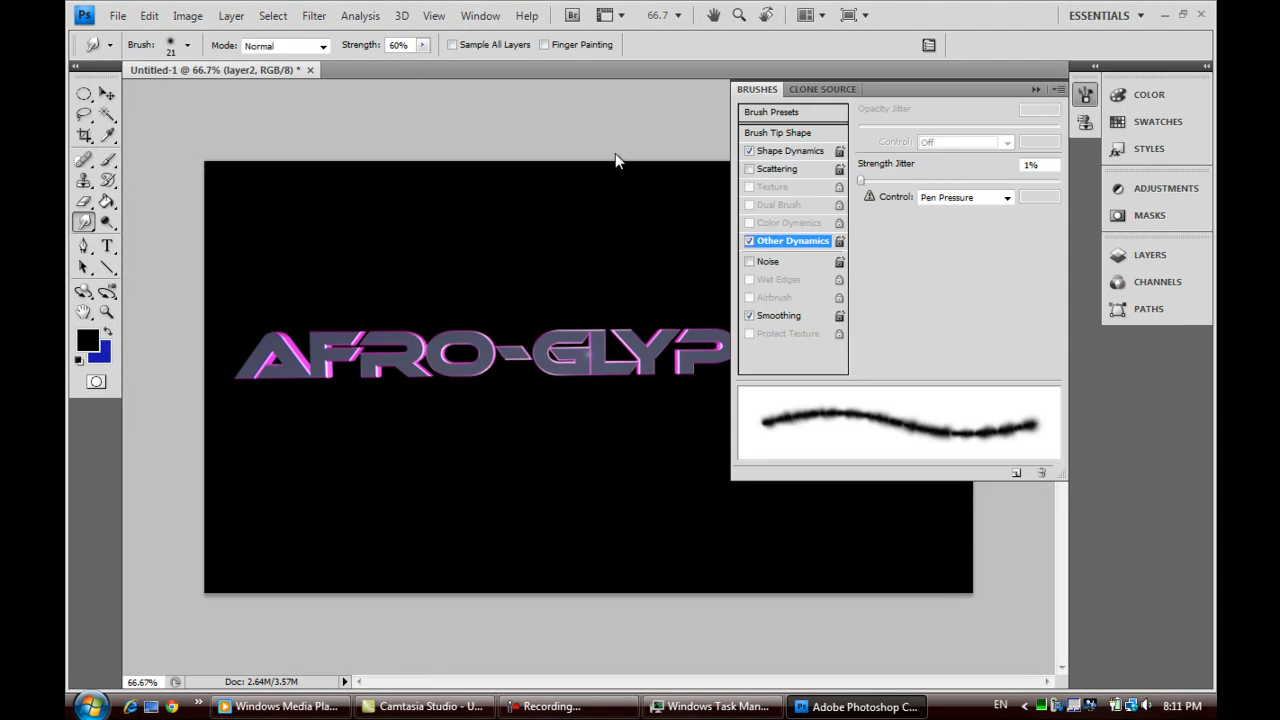 Ps File Edit Image Layer Select Filter Analysis 3D View Window Help Br 66.7 ESSENTIALS
Brush: 21 Mode: Normal Strength: 60% Sample All Layers Finger Painting
Untitled-1 @ 66.7% (layer2, RGB/8) *
BRUSHES CLONE SOURCE
Brush Presets
Brush Tip Shape
Shape Dynamics
Scattering
Texture
Dual Brush
Color Dynamics
Other Dynamics
Noise
Wet Edges
Airbrush
Smoothing
Protect Texture
Opacity Jitter
Control: Off
Strength Jitter 1%
Control: Pen Pressure
COLOR
SWATCHES
STYLES
ADJUSTMENTS
MASKS
LAYERS
CHANNELS
PATHS
AFRO-GLYP
66.67% Doc: 2.64M/3.57M
Windows Media Pla... Camtasia Studio - U... Recording... Windows Task Man... Ps Adobe Photoshop C... EN 8:11 PM